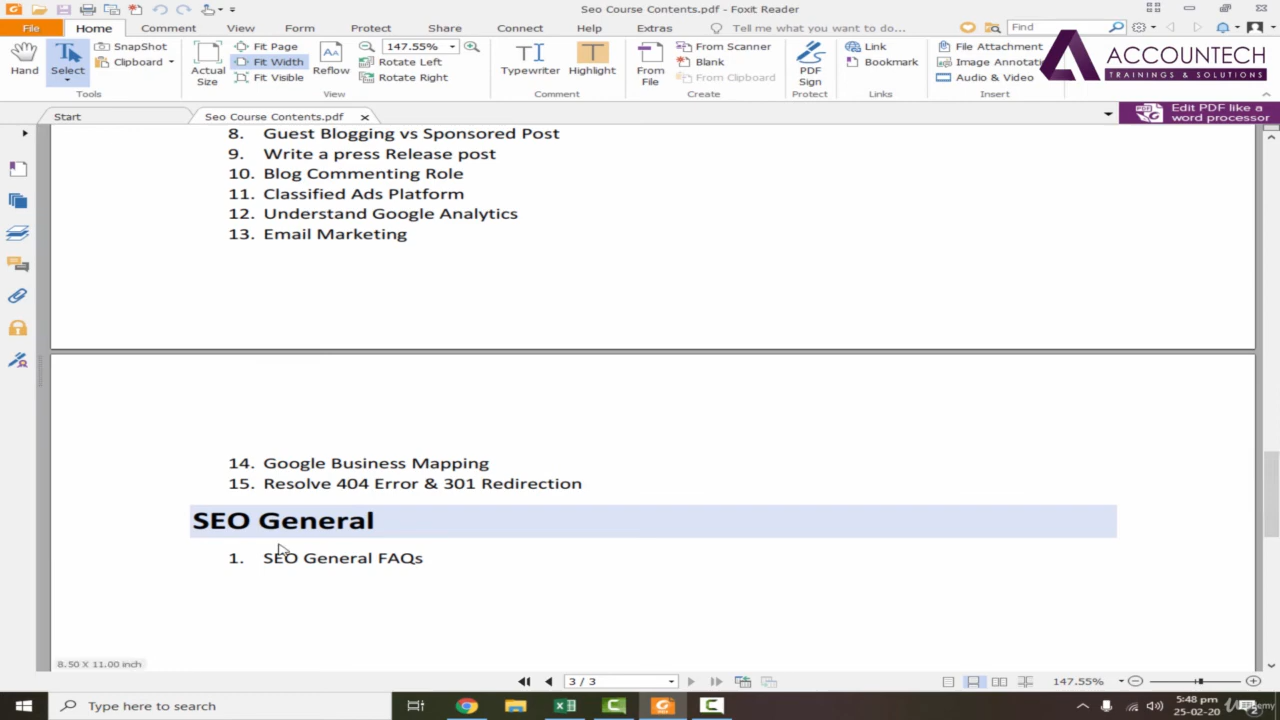 Seo Course Contents.pdf - Foxit Reader
File Home Comment View Form Protect Share Connect Help Extras Tell me what you want to do... Find
Hand
Select
SnapShot
Clipboard
Tools
Actual Size
Fit Page
Fit Width
Fit Visible
Reflow
147.55%
Rotate Left
Rotate Right
View
Typewriter
Highlight
Comment
From File
From Scanner
Blank
From Clipboard
Create
PDF Sign
Protect
Link
Bookmark
Links
File Attachment
Image Annotati
Audio & Video
Insert
ACCOUNTECH
TRAININGS & SOLUTIONS
Start
Seo Course Contents.pdf
Edit PDF like a
word processor
8. Guest Blogging vs Sponsored Post
9. Write a press Release post
10. Blog Commenting Role
11. Classified Ads Platform
12. Understand Google Analytics
13. Email Marketing
14. Google Business Mapping
15. Resolve 404 Error & 301 Redirection
SEO General
1. SEO General FAQs
8.50 X 11.00 inch
3 / 3
147.55%
Type here to search
5:48 pm
25-02-20